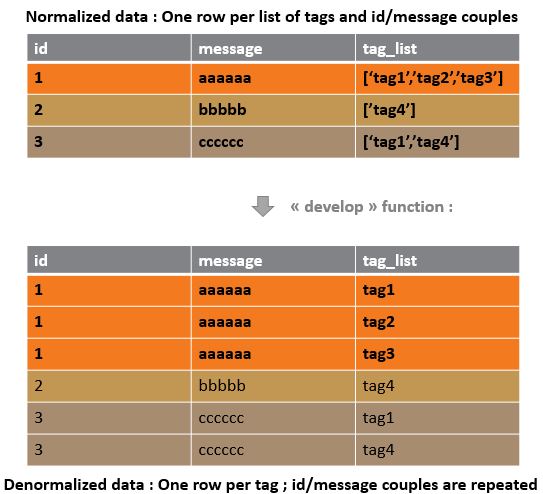 Normalized data : One row per list of tags and id/message couples
id message tag_list
1 aaaaaa [‘tag1’,’tag2’,’tag3’]
2 bbbbb [’tag4’]
3 cccccc [‘tag1’,’tag4’]
« develop » function :
id message tag_list
1 aaaaaa tag1
1 aaaaaa tag2
1 aaaaaa tag3
2 bbbbb tag4
3 cccccc tag1
3 cccccc tag4
Denormalized data : One row per tag ; id/message couples are repeated